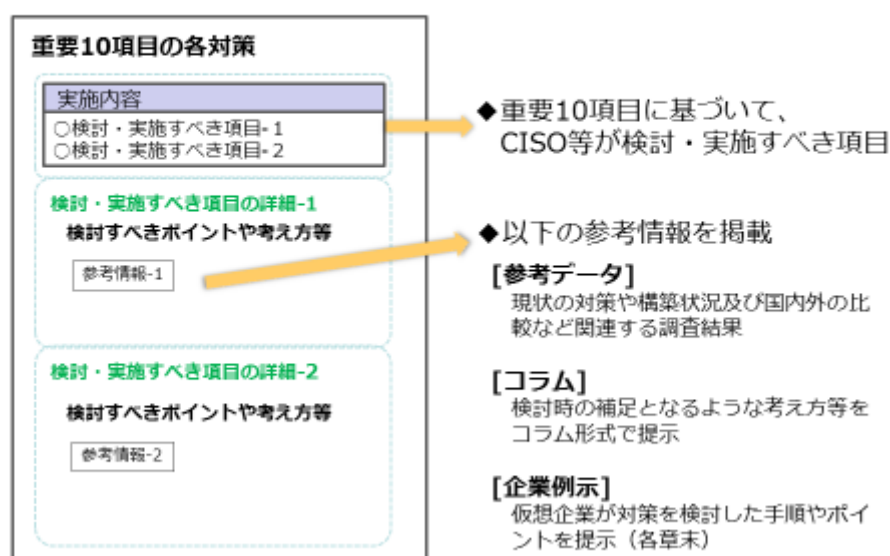 重要10項目の各対策
実施内容
○検討・実施すべき項目-1
○検討・実施すべき項目-2
検討・実施すべき項目の詳細-1
検討すべきポイントや考え方等
参考情報-1
検討・実施すべき項目の詳細-2
検討すべきポイントや考え方等
参考情報-2
◆重要10項目に基づいて、
CISO等が検討・実施すべき項目
◆以下の参考情報を掲載
[参考データ]
現状の対策や構築状況及び国内外の比
較など関連する調査結果
[コラム]
検討時の補足となるような考え方等を
コラム形式で提示
[企業例示]
仮想企業が対策を検討した手順やポイ
ントを提示（各章末）